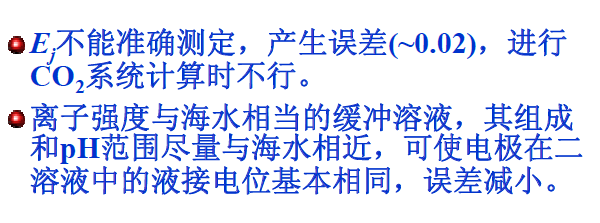 Ej不能准确测定，产生误差(~0.02)，进行
CO2系统计算时不行。
离子强度与海水相当的缓冲溶液，其组成
和pH范围尽量与海水相近，可使电极在二
溶液中的液接电位基本相同，误差减小。